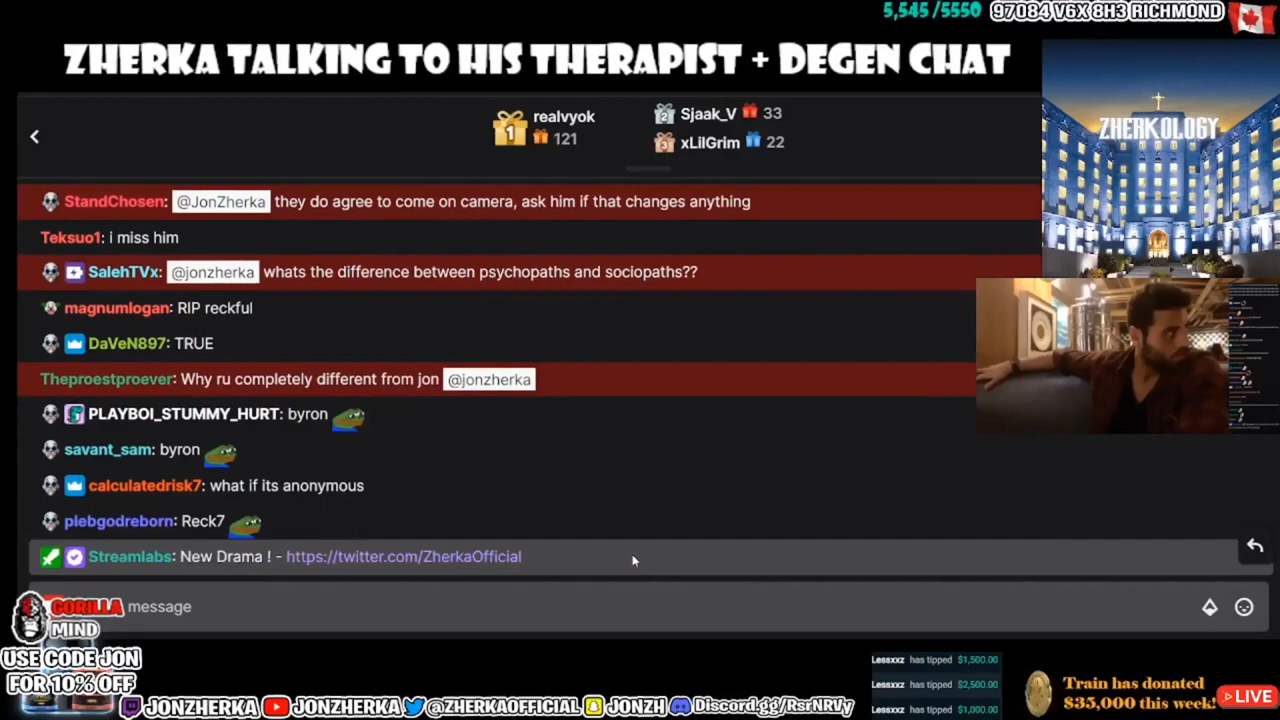 5,545 /5550
97084 V6X 8H3 RICHMOND
ZHERKA TALKING TO HIS THERAPIST + DEGEN CHAT
1
realvyok
121
2
Sjaak_V
33
3
xLilGrim
22
ZHERKOLO6Y
StandChosen: @JonZherka they do agree to come on camera, ask him if that changes anything
Teksuo1: i miss him
SalehTVx: @jonzherka whats the difference between psychopaths and sociopaths??
magnumlogan: RIP reckful
DaVeN897: TRUE
Theproestproever: Why ru completely different from jon @jonzherka
PLAYBOI_STUMMY_HURT: byron
savant_sam: byron
calculatedrisk7: what if its anonymous
plebgodreborn: Reck7
Streamlabs: New Drama ! - https://twitter.com/ZherkaOfficial
message
GORILLA
MIND
USE CODE JON
FOR 10% OFF
JONZHERKA
JONZHERKA
@ZHERKAOFFICIAL
JONZH
Discord.gg/RsrNRVy
Lessxxz has tipped $1,500.00
Lessxxz has tipped $2,500.00
Lessxxz has tipped $1,000.00
Train has donated
$35,000 this week!
LIVE